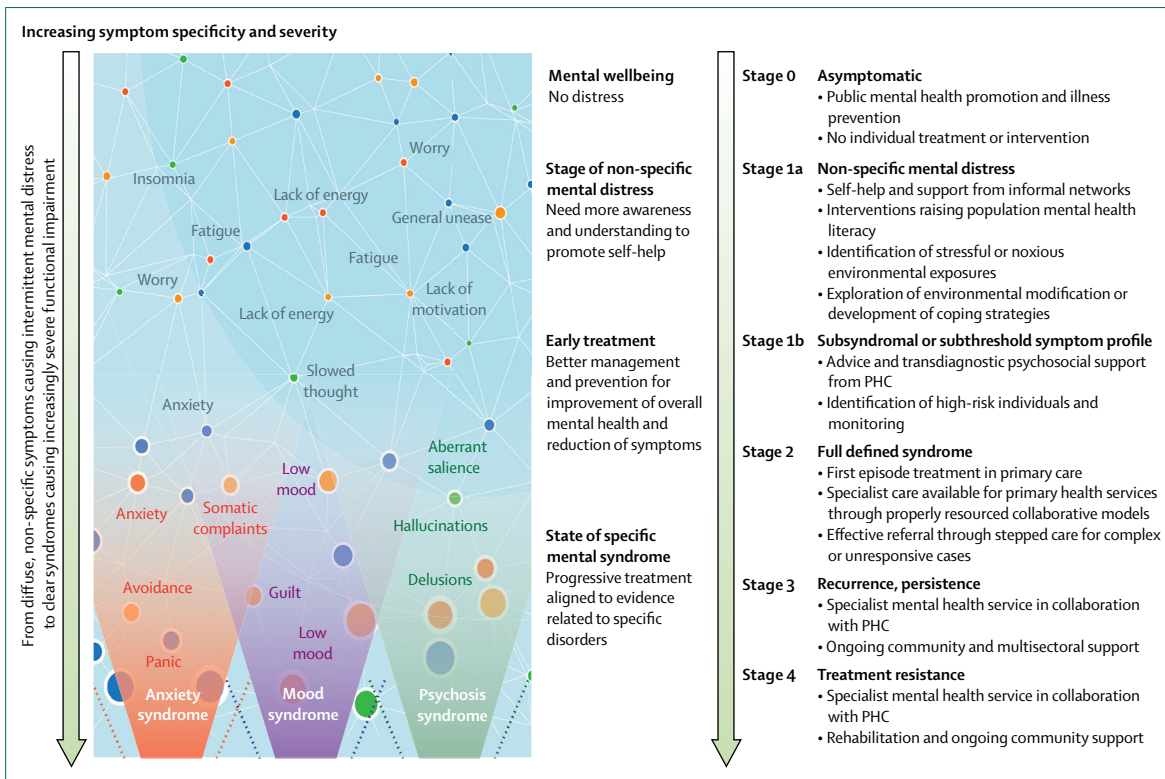 Increasing symptom specificity and severity
From diffuse, non-specific symptoms causing intermittent mental distress
to clear syndromes causing increasingly severe functional impairment
Worry
Insomnia
Lack of energy
General unease
Fatigue
Fatigue
Worry
Lack of
motivation
Lack of energy
Slowed
thought
Anxiety
Aberrant
salience
Low
mood
Anxiety
Somatic
complaints
Hallucinations
Avoidance
Guilt
Delusions
Low
mood
Panic
Anxiety
syndrome
Mood
syndrome
Psychosis
syndrome
Mental wellbeing
No distress
Stage of non-specific
mental distress
Need more awareness
and understanding to
promote self-help
Early treatment
Better management
and prevention for
improvement of overall
mental health and
reduction of symptoms
State of specific
mental syndrome
Progressive treatment
aligned to evidence
related to specific
disorders
Stage 0 Asymptomatic
• Public mental health promotion and illness
prevention
• No individual treatment or intervention
Stage 1a Non-specific mental distress
• Self-help and support from informal networks
• Interventions raising population mental health
literacy
• Identification of stressful or noxious
environmental exposures
• Exploration of environmental modification or
development of coping strategies
Stage 1b Subsyndromal or subthreshold symptom profile
• Advice and transdiagnostic psychosocial support
from PHC
• Identification of high-risk individuals and
monitoring
Stage 2 Full defined syndrome
• First episode treatment in primary care
• Specialist care available for primary health services
through properly resourced collaborative models
• Effective referral through stepped care for complex
or unresponsive cases
Stage 3 Recurrence, persistence
• Specialist mental health service in collaboration
with PHC
• Ongoing community and multisectoral support
Stage 4 Treatment resistance
• Specialist mental health service in collaboration
with PHC
• Rehabilitation and ongoing community support